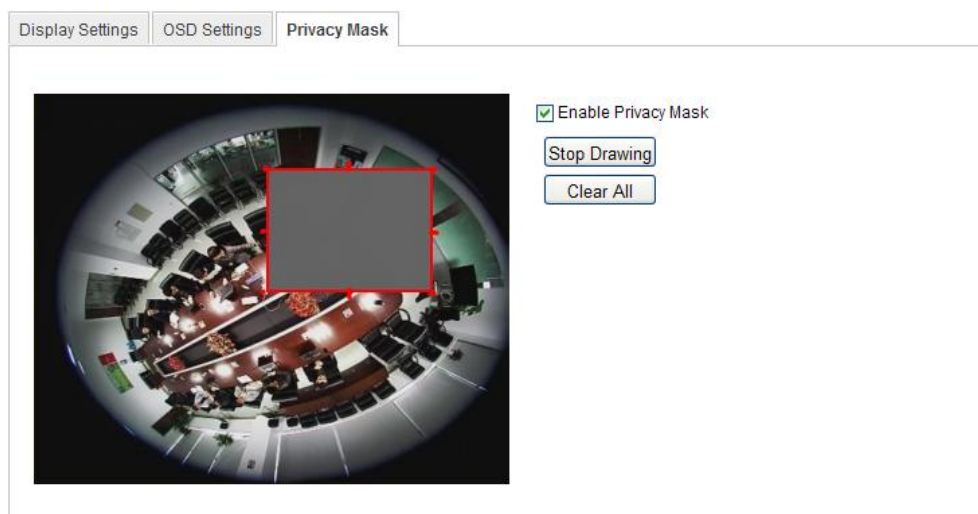 Display Settings OSD Settings Privacy Mask
Enable Privacy Mask
Stop Drawing
Clear All